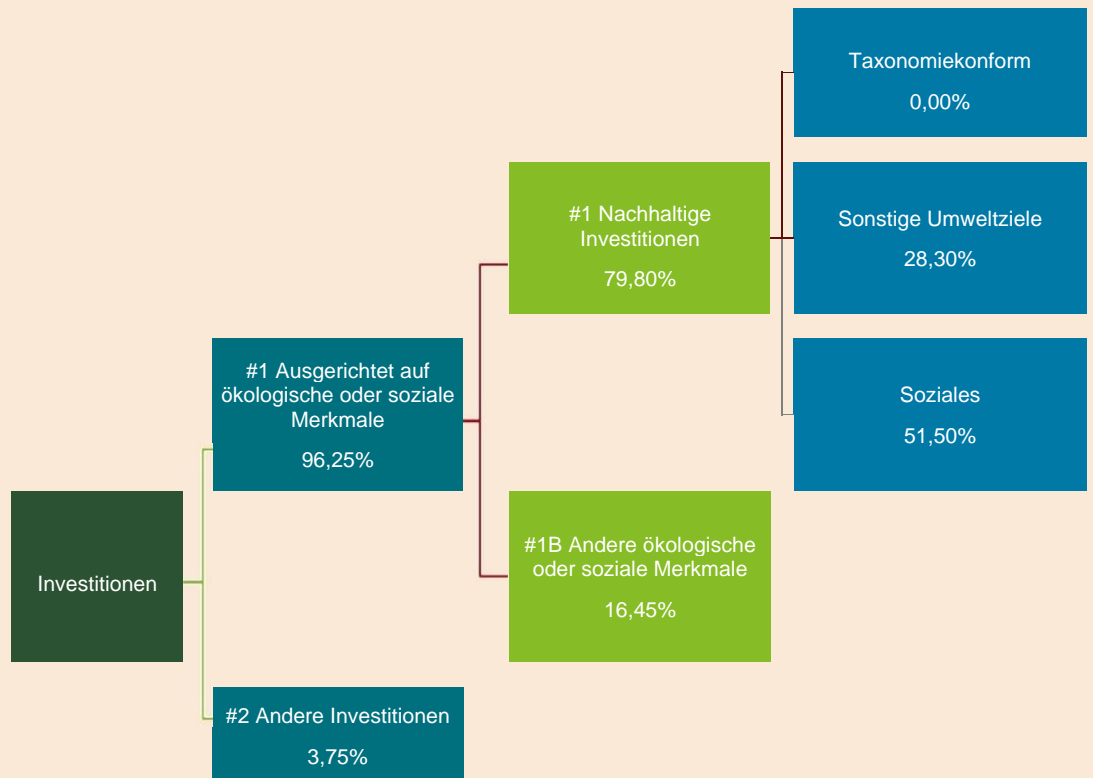 Taxonomiekonform
0,00%
#1 Nachhaltige
Investitionen
79,80%
Sonstige Umweltziele
28,30%
#1 Ausgerichtet auf
ökologische oder soziale
Merkmale
96,25%
Soziales
51,50%
Investitionen
#1B Andere ökologische
oder soziale Merkmale
16,45%
#2 Andere Investitionen
3,75%